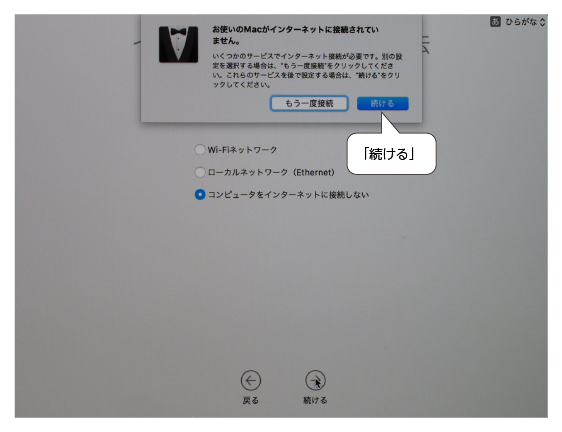 あ ひらがな
お使いのMacがインターネットに接続されてい
ません。
いくつかのサービスでインターネット接続が必要です。別の設
定を選択する場合は、“もう一度接続”をクリックしてくださ
い。これらのサービスを後で設定する場合は、“続ける”をクリ
ックしてください。
もう一度接続 続ける
「続ける」
Wi-Fiネットワーク
ローカルネットワーク（Ethernet）
コンピュータをインターネットに接続しない
戻る 続ける